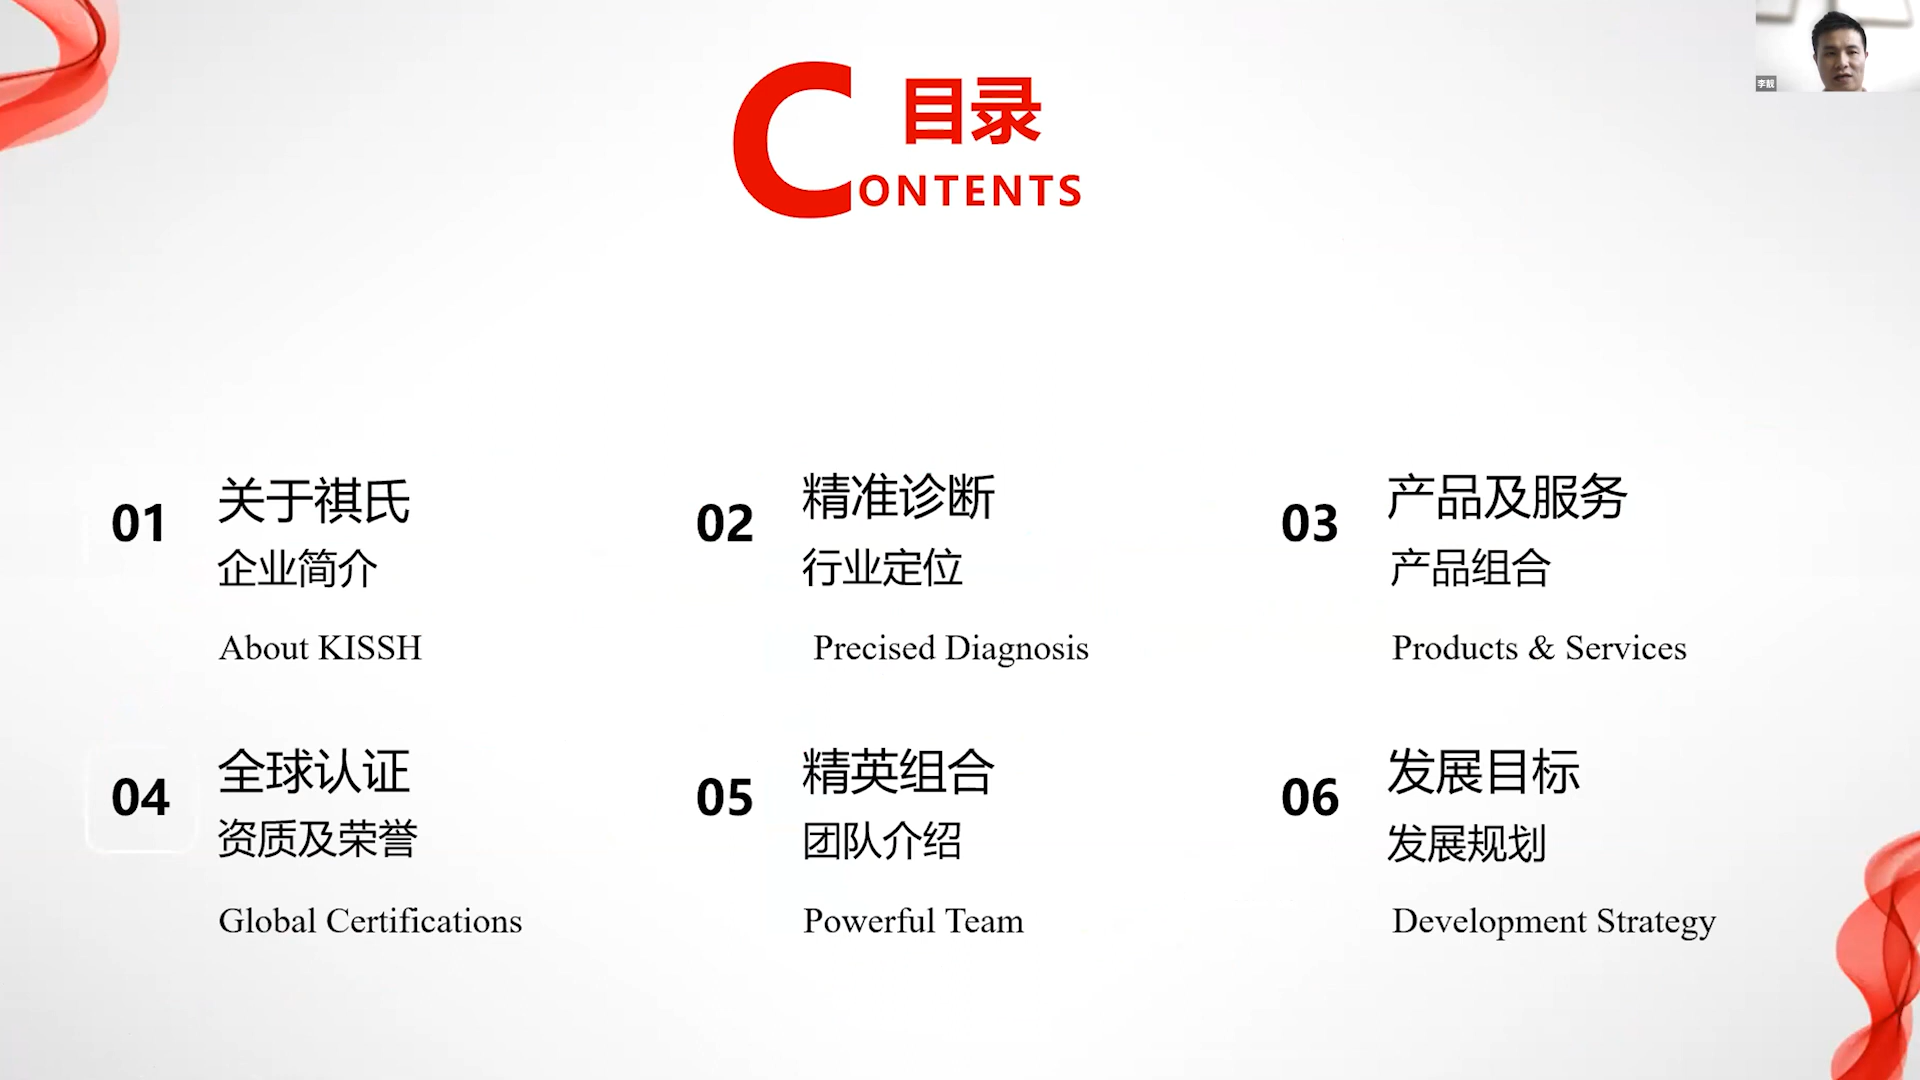 目录
CONTENTS
01
关于祺氏
企业简介
About KISSH
02
精准诊断
行业定位
Precised Diagnosis
03
产品及服务
产品组合
Products & Services
04
全球认证
资质及荣誉
Global Certifications
05
精英组合
团队介绍
Powerful Team
06
发展目标
发展规划
Development Strategy